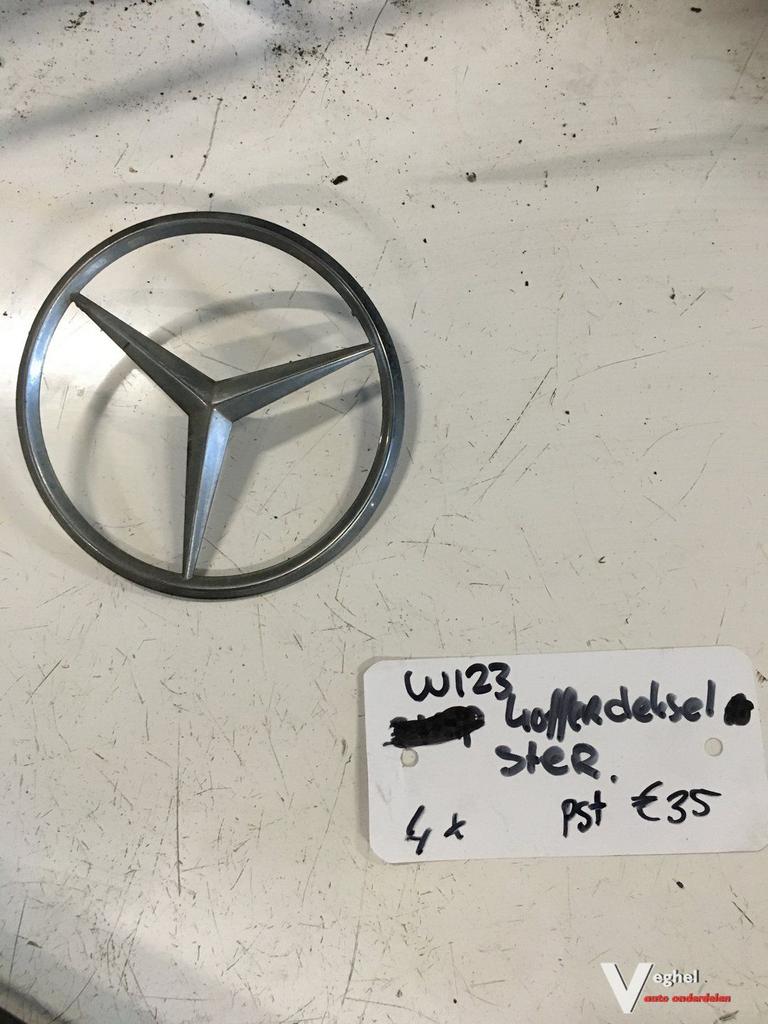 W123
kofferdeksel
ster.
4x pst €35
Veghel
auto onderdelen